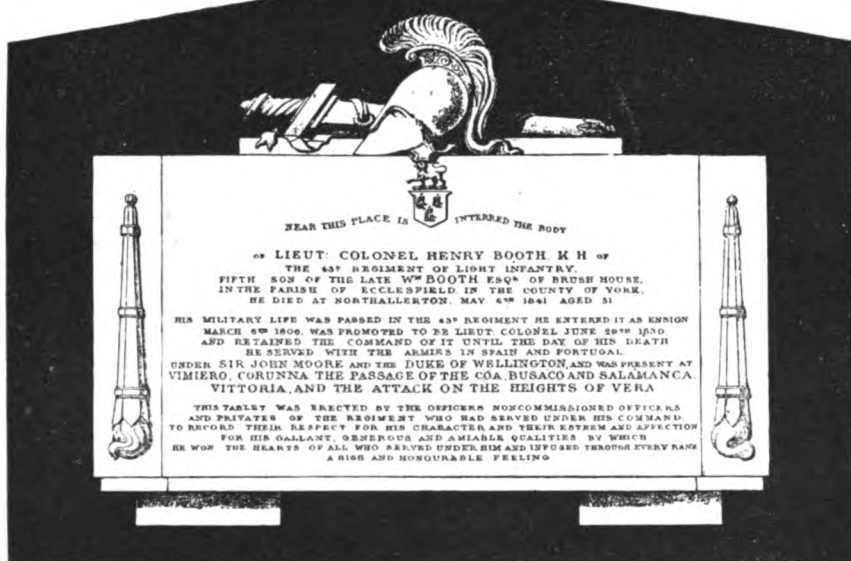 NEAR THIS PLACE IS INTERRED THE BODY
OF LIEUT: COLONEL HENRY BOOTH. K H OF
THE 43D REGIMENT OF LIGHT INFANTRY,
FIFTH SON OF THE LATE WM BOOTH ESQR OF BRUSH HOUSE,
IN THE PARISH OF ECCLESFIELD, IN THE COUNTY OF YORK;
HE DIED AT NORTHALLERTON, MAY 6TH 1841 AGED 51
HIS MILITARY LIFE WAS PASSED IN THE 43D REGIMENT HE ENTERED IT AS ENSIGN
MARCH 6TH 1806, WAS PROMOTED TO BE LIEUT: COLONEL JUNE 29TH 1830,
AND RETAINED THE COMMAND OF IT UNTIL THE DAY OF HIS DEATH
HE SERVED WITH THE ARMIES IN SPAIN AND PORTUGAL
UNDER SIR JOHN MOORE AND THE DUKE OF WELLINGTON, AND WAS PRESENT AT
VIMIERO, CORUNNA THE PASSAGE OF THE COA, BUSACO AND SALAMANCA,
VITTORIA, AND THE ATTACK ON THE HEIGHTS OF VERA
THIS TABLET WAS ERECTED BY THE OFFICERS NONCOMMISSIONED OFFICERS
AND PRIVATES OF THE REGIMENT WHO HAD SERVED UNDER HIS COMMAND.
TO RECORD THEIR RESPECT FOR HIS CHARACTER AND THEIR ESTEEM AND AFFECTION
FOR HIS GALLANT, GENEROUS AND AMIABLE QUALITIES BY WHICH
HE WON THE HEARTS OF ALL WHO SERVED UNDER HIM AND INFUSED THROUGH EVERY RANK
A HIGH AND HONOURABLE FEELING